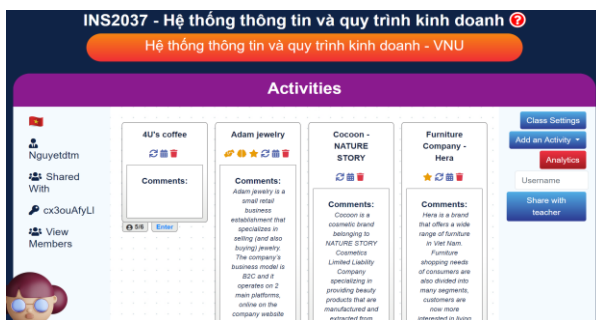 INS2037 - Hệ thống thông tin và quy trình kinh doanh ?
Hệ thống thông tin và quy trình kinh doanh - VNU
Activities
Nguyetdtm
Shared
With
cx3ouAfyLl
View
Members
4U's coffee
Comments:
5/6 Enter
Adam jewelry
Comments:
Adam jewelry is a
small retail
business
establishment that
specializes in
selling (and also
buying) jewelry.
The company's
business model is
B2C and it
operates on 2
main platforms,
online on the
company website
Cocoon -
NATURE
STORY
Comments:
Cocoon is a
cosmetic brand
belonging to
NATURE STORY
Cosmetics
Limited Liability
Company
specializing in
providing beauty
products that are
manufactured and
extracted from
Furniture
Company -
Hera
Comments:
Hera is a brand
that offers a wide
range of furniture
in Viet Nam.
Furniture
shopping needs
of consumers are
also divided into
many segments,
customers are
now more
interested in living
Class Settings
Add an Activity
Analytics
Username
Share with
teacher